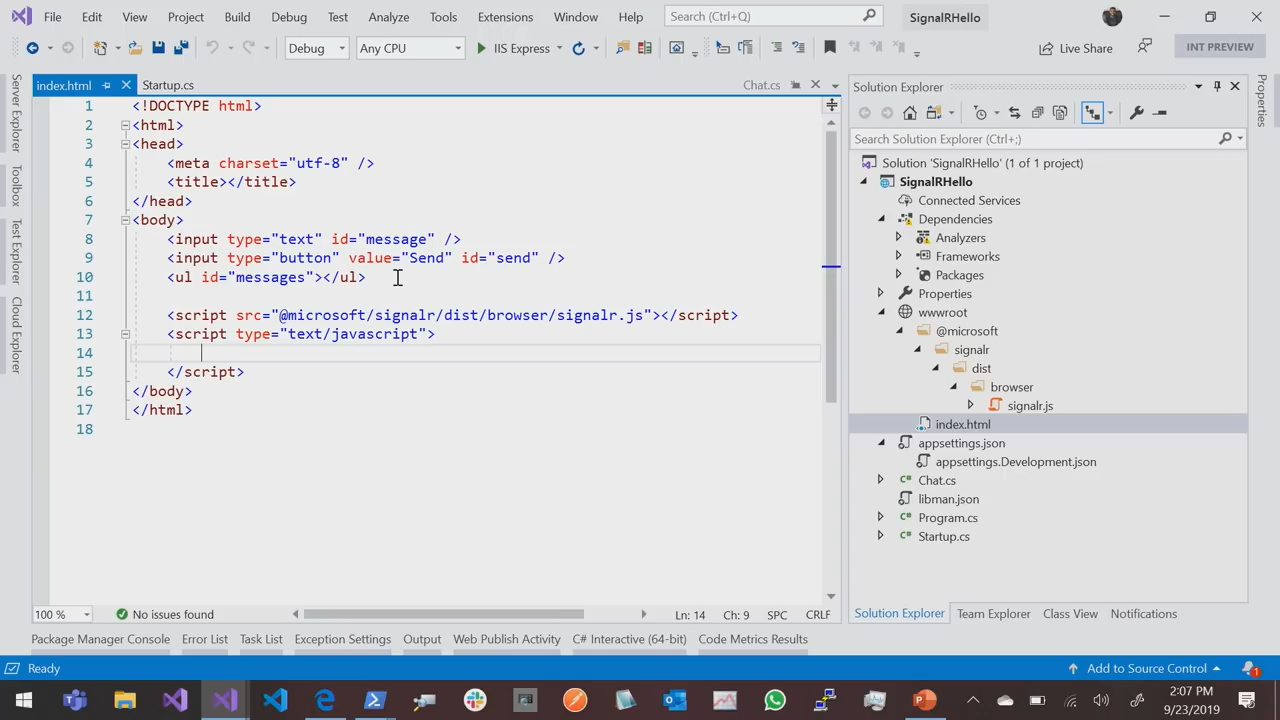 File Edit View Project Build Debug Test Analyze Tools Extensions Window Help Search (Ctrl+Q) SignalRHello
Debug Any CPU IIS Express Live Share INT PREVIEW
Server Explorer
Toolbox
Test Explorer
Cloud Explorer
index.html Startup.cs Chat.cs
1 <!DOCTYPE html>
2 <html>
3 <head>
4 <meta charset="utf-8" />
5 <title></title>
6 </head>
7 <body>
8 <input type="text" id="message" />
9 <input type="button" value="Send" id="send" />
10 <ul id="messages"></ul>
11
12 <script src="@microsoft/signalr/dist/browser/signalr.js"></script>
13 <script type="text/javascript">
14
15 </script>
16 </body>
17 </html>
18
100 % No issues found Ln: 14 Ch: 9 SPC CRLF
Solution Explorer
Search Solution Explorer (Ctrl+;)
Solution 'SignalRHello' (1 of 1 project)
SignalRHello
Connected Services
Dependencies
Analyzers
Frameworks
Packages
Properties
wwwroot
@microsoft
signalr
dist
browser
signalr.js
index.html
appsettings.json
appsettings.Development.json
Chat.cs
libman.json
Program.cs
Startup.cs
Solution Explorer Team Explorer Class View Notifications
Properties
Package Manager Console Error List Task List Exception Settings Output Web Publish Activity C# Interactive (64-bit) Code Metrics Results
Ready Add to Source Control 1
2:07 PM
9/23/2019